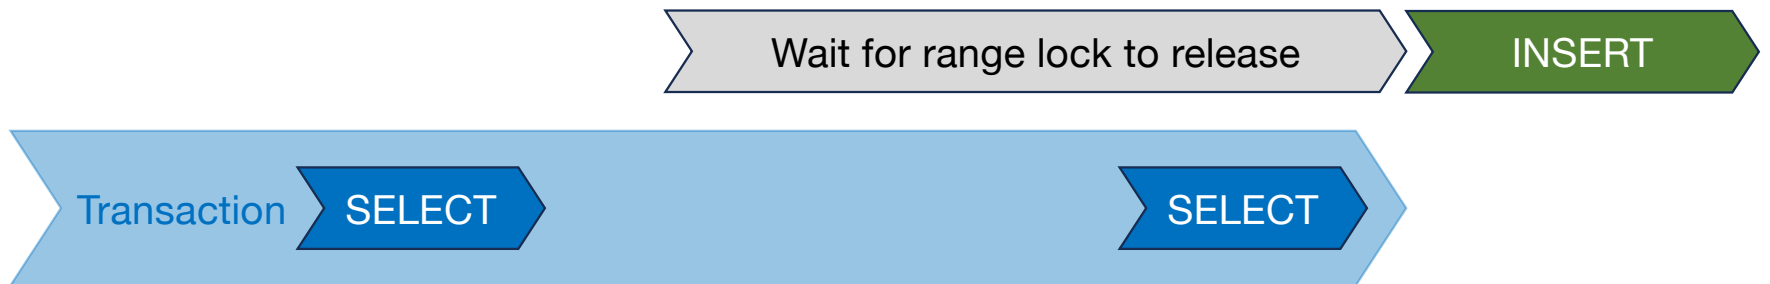 Wait for range lock to release
INSERT
Transaction
SELECT
SELECT